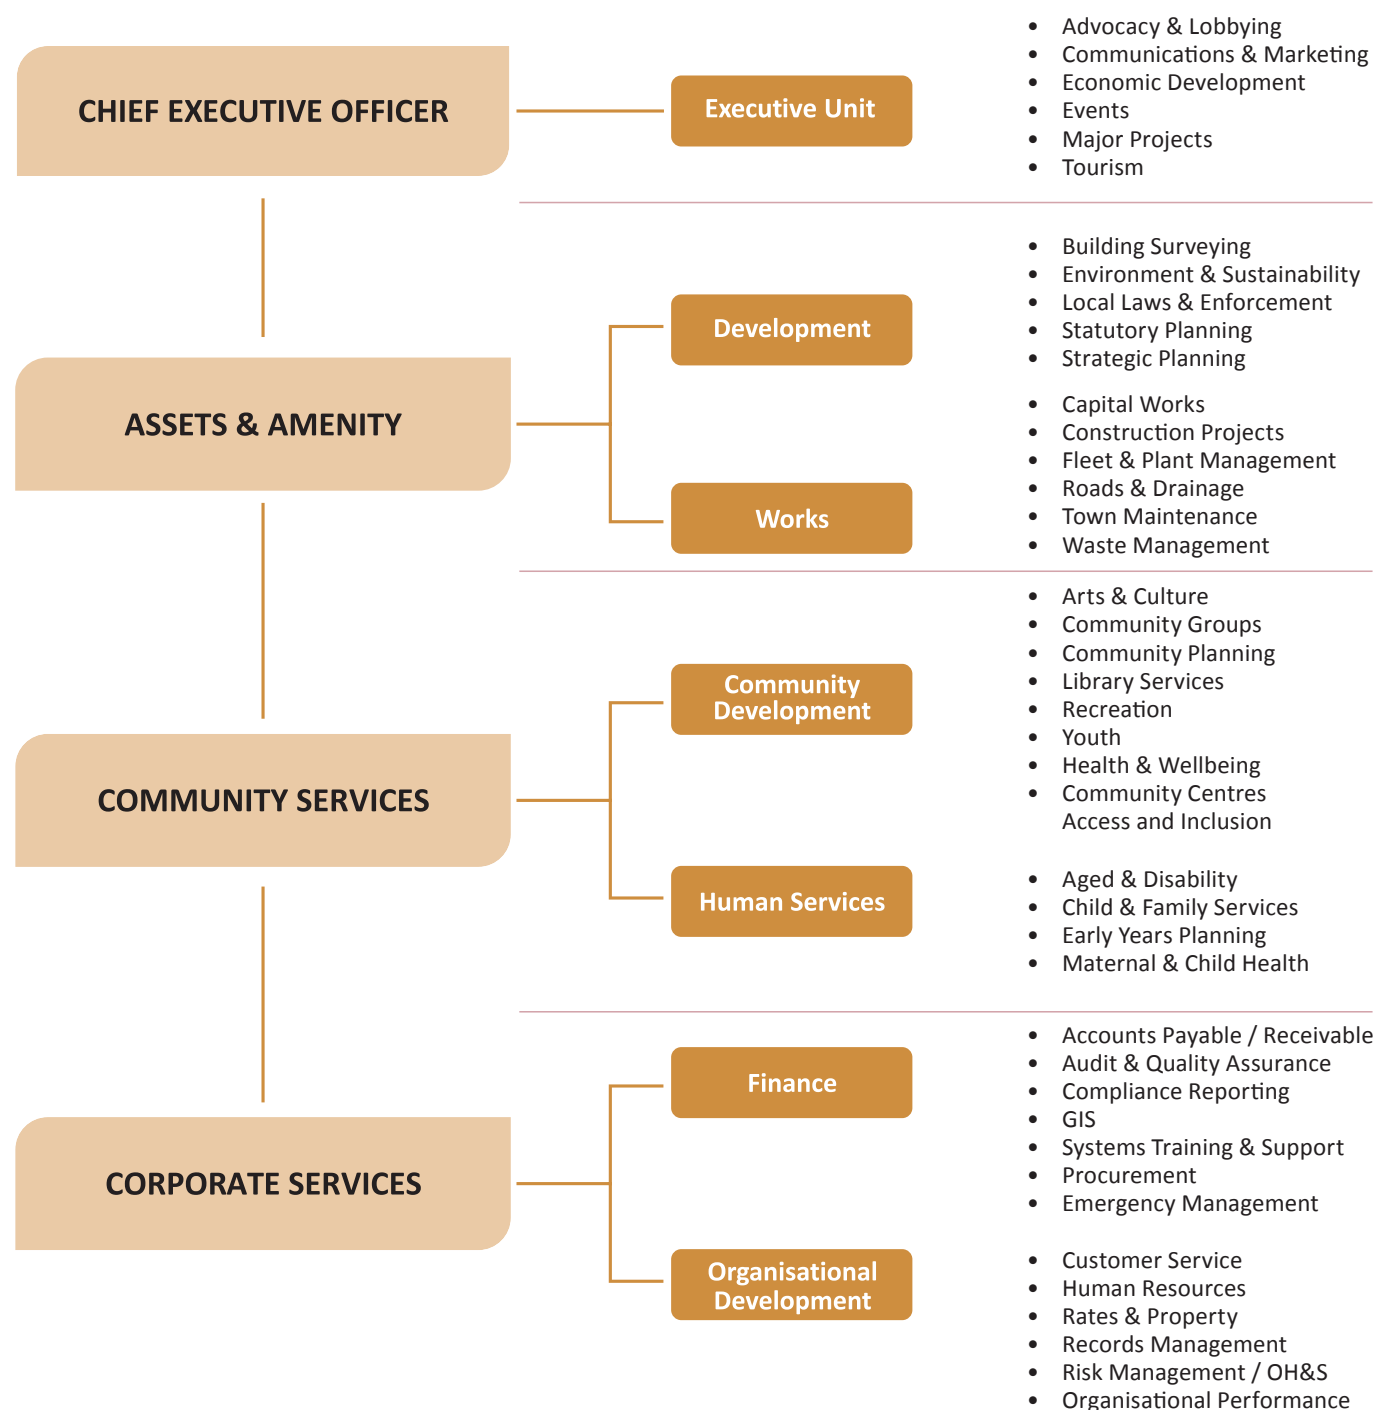 CHIEF EXECUTIVE OFFICER
Executive Unit
• Advocacy & Lobbying
• Communications & Marketing
• Economic Development
• Events
• Major Projects
• Tourism
ASSETS & AMENITY
Development
• Building Surveying
• Environment & Sustainability
• Local Laws & Enforcement
• Statutory Planning
• Strategic Planning
Works
• Capital Works
• Construction Projects
• Fleet & Plant Management
• Roads & Drainage
• Town Maintenance
• Waste Management
COMMUNITY SERVICES
Community
Development
• Arts & Culture
• Community Groups
• Community Planning
• Library Services
• Recreation
• Youth
• Health & Wellbeing
• Community Centres
Access and Inclusion
Human Services
• Aged & Disability
• Child & Family Services
• Early Years Planning
• Maternal & Child Health
CORPORATE SERVICES
Finance
• Accounts Payable / Receivable
• Audit & Quality Assurance
• Compliance Reporting
• GIS
• Systems Training & Support
• Procurement
• Emergency Management
Organisational
Development
• Customer Service
• Human Resources
• Rates & Property
• Records Management
• Risk Management / OH&S
• Organisational Performance